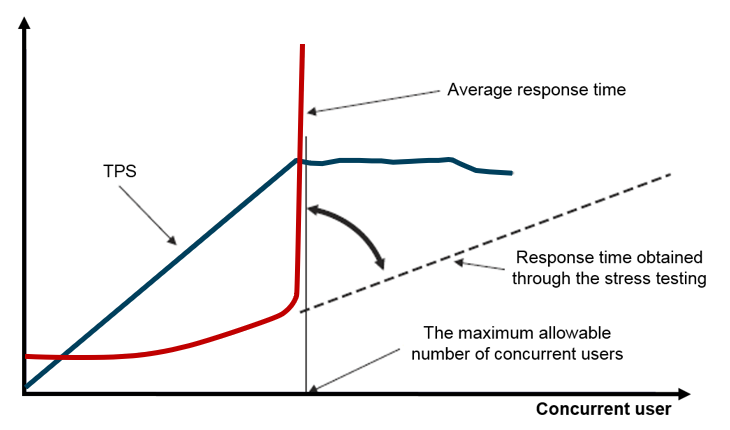 Average response time
TPS
Response time obtained
through the stress testing
The maximum allowable
number of concurrent users
Concurrent user